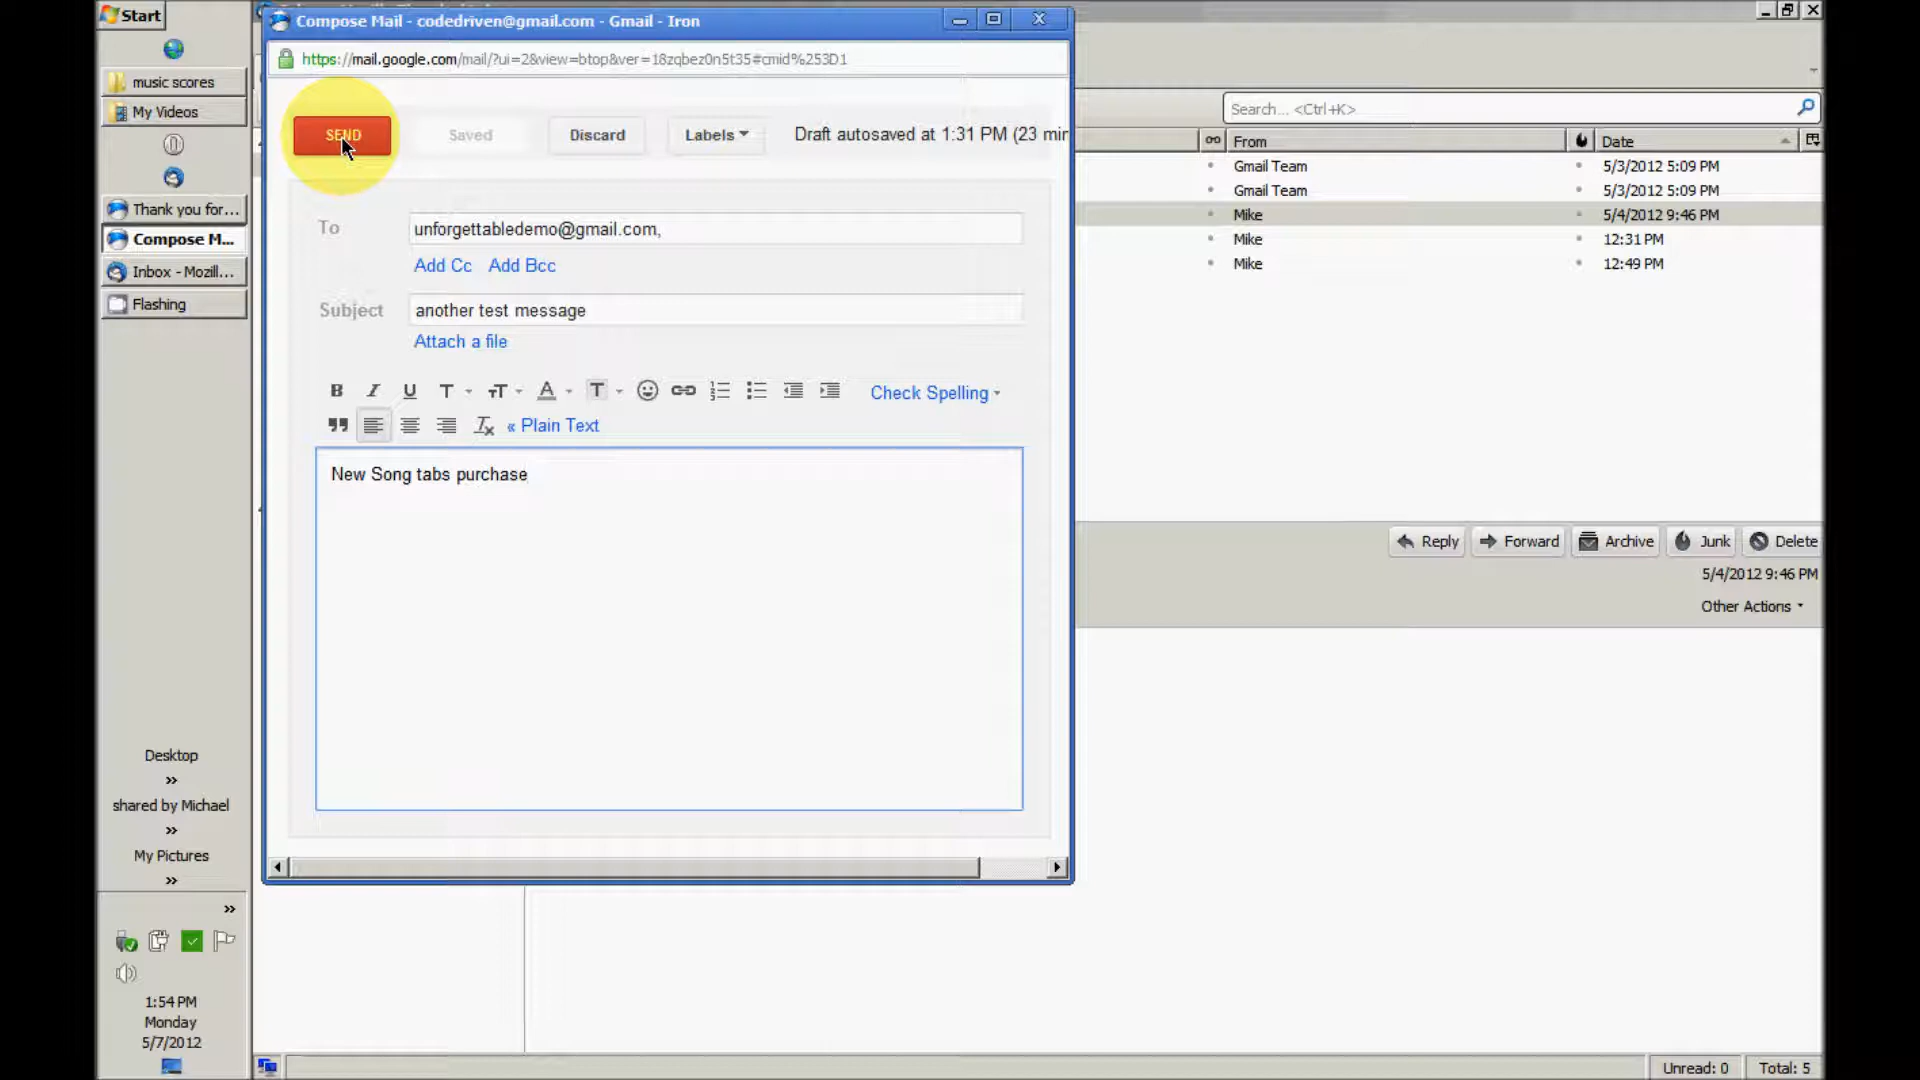 Start
music scores
My Videos
Thank you for...
Compose M...
Inbox - Mozill...
Flashing
Desktop
»
shared by Michael
»
My Pictures
»
»
1:54 PM
Monday
5/7/2012
Compose Mail - codedriven@gmail.com - Gmail - Iron
https://mail.google.com/mail/?ui=2&view=btop&ver=18zqbez0n5t35#cmid%253D1
SEND Saved Discard Labels Draft autosaved at 1:31 PM (23 min
To unforgettabledemo@gmail.com,
Add Cc Add Bcc
Subject another test message
Attach a file
B I U T тT A T Check Spelling
« Plain Text
New Song tabs purchase
Search... <Ctrl+K>
From Date
Gmail Team 5/3/2012 5:09 PM
Gmail Team 5/3/2012 5:09 PM
Mike 5/4/2012 9:46 PM
Mike 12:31 PM
Mike 12:49 PM
Reply Forward Archive Junk Delete
5/4/2012 9:46 PM
Other Actions
Unread: 0 Total: 5